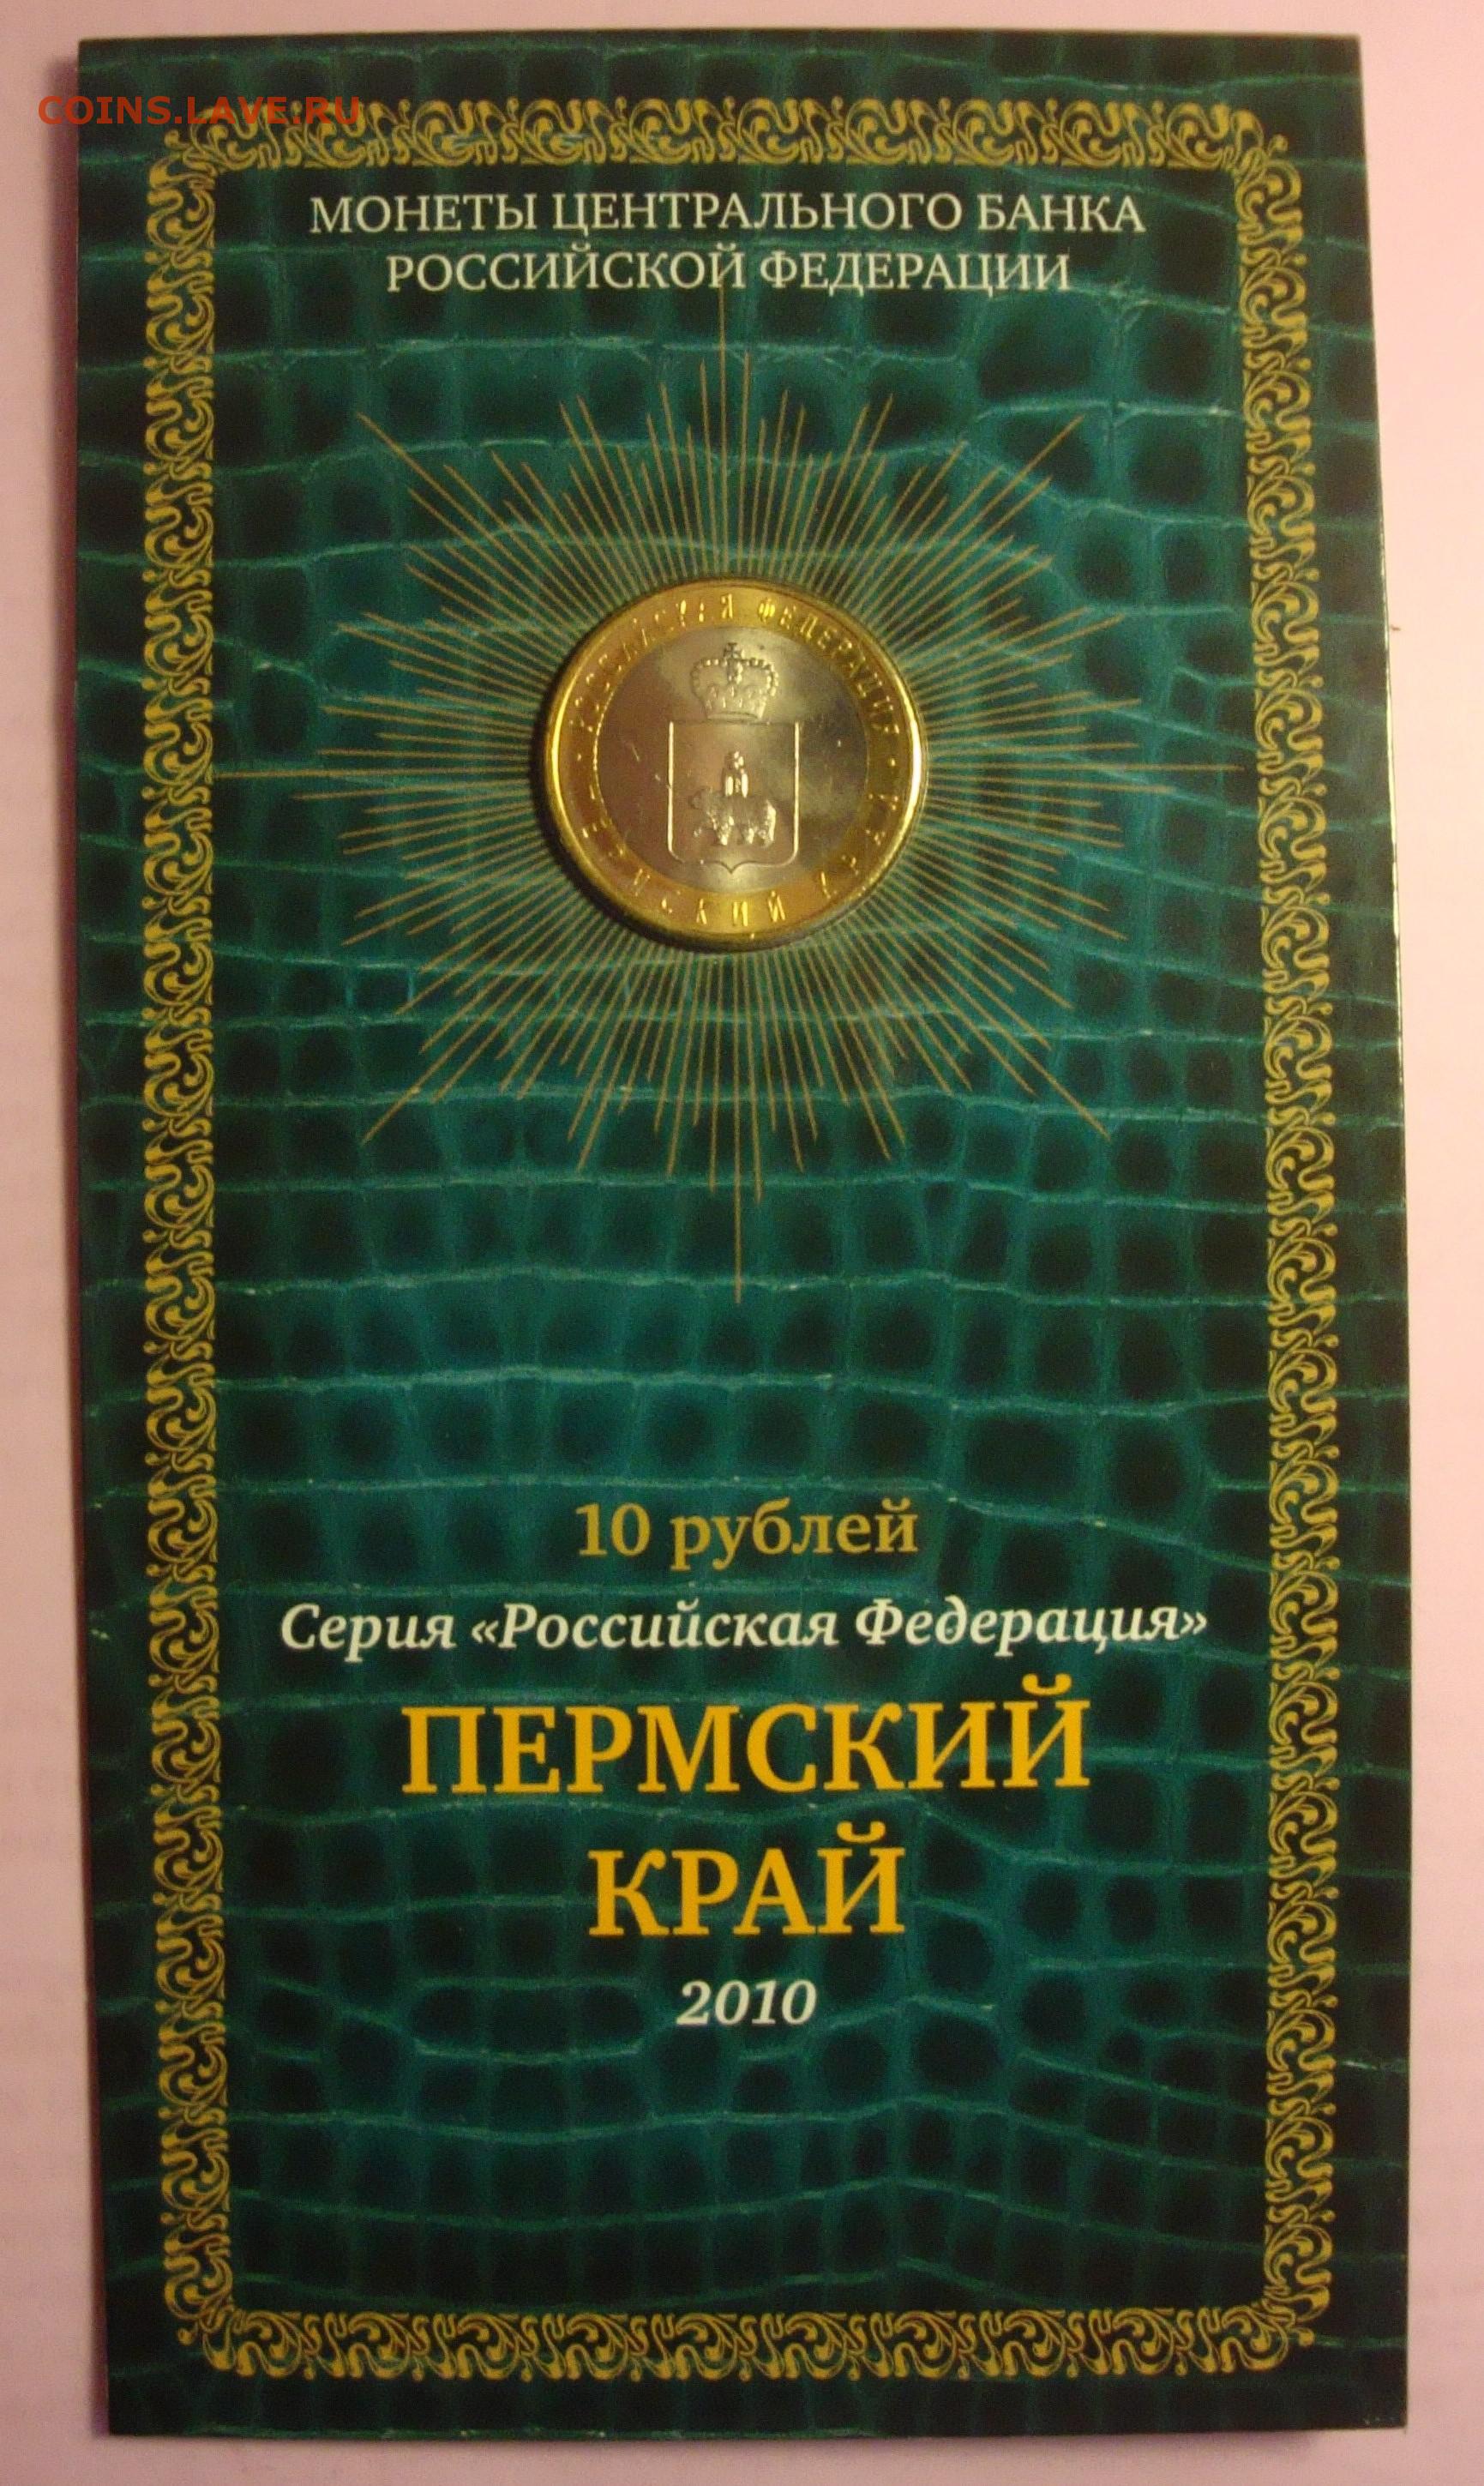 COINS.LAVE.RU
МОНЕТЫ ЦЕНТРАЛЬНОГО БАНКА
РОССИЙСКОЙ ФЕДЕРАЦИИ
10 рублей
Серия «Российская Федерация»
ПЕРМСКИЙ
КРАЙ
2010